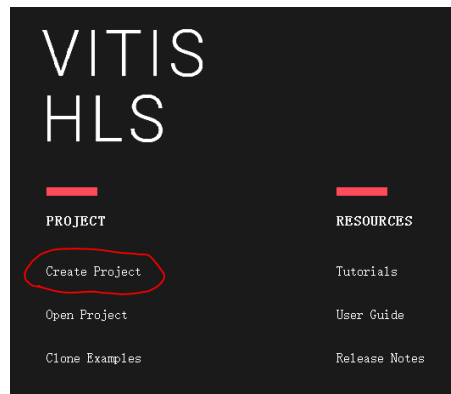 VITIS
HLS
PROJECT
Create Project
Open Project
Clone Examples
RESOURCES
Tutorials
User Guide
Release Notes